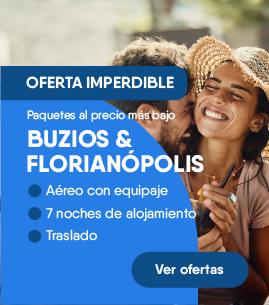 OFERTA IMPERDIBLE
Paquetes al precio más bajo
BUZIOS &
FLORIANÓPOLIS
Aéreo con equipaje
7 noches de alojamiento
Traslado
Ver ofertas